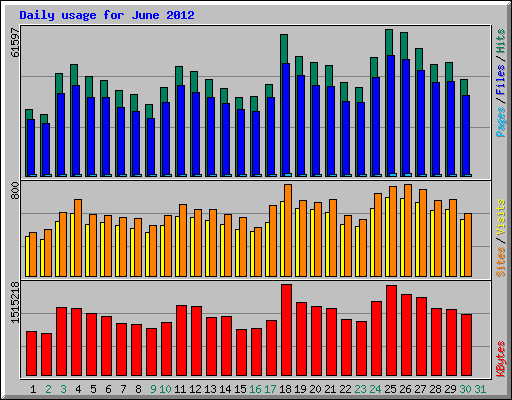 Daily usage for June 2012
61597
Pages / Files / Hits
800
Sites / Visits
1515218
KBytes
1 2 3 4 5 6 7 8 9 10 11 12 13 14 15 16 17 18 19 20 21 22 23 24 25 26 27 28 29 30 31